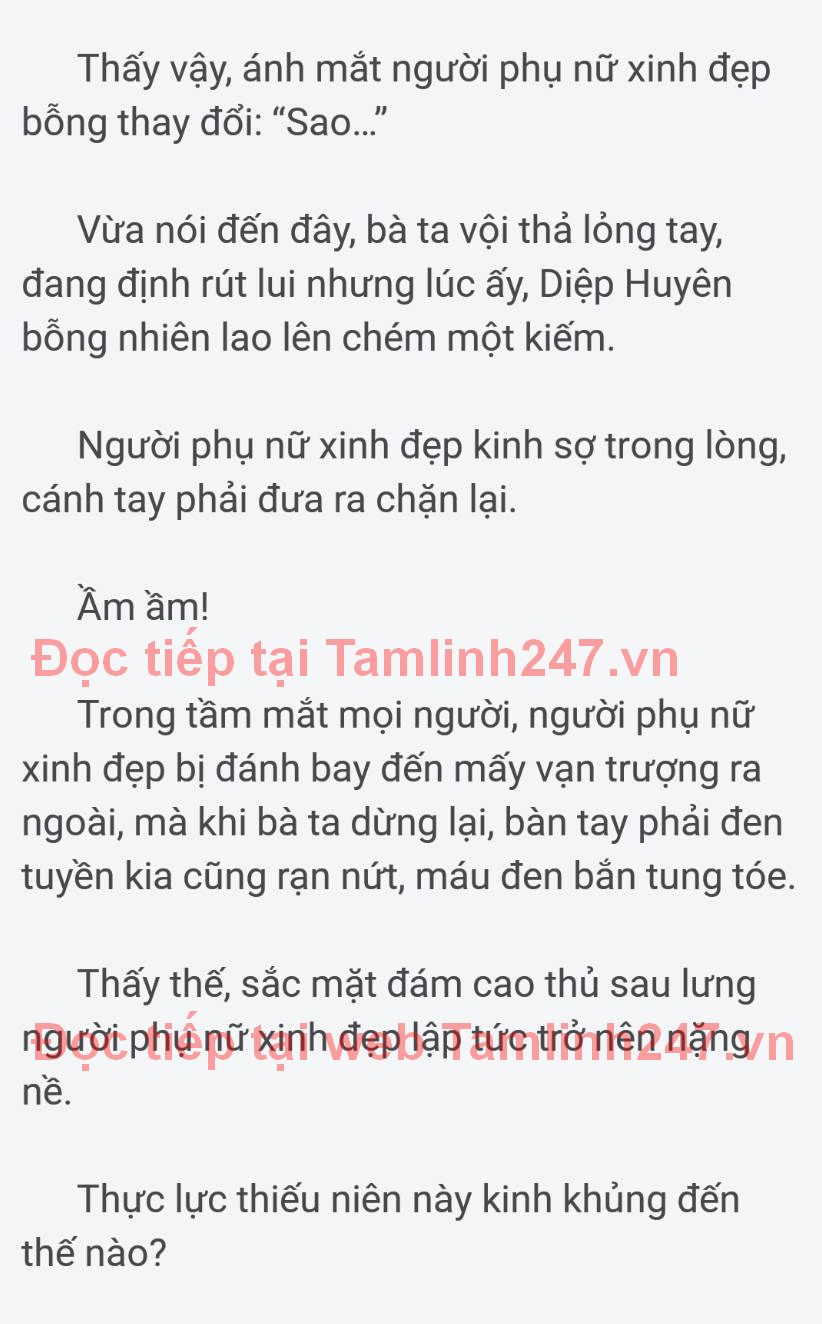 Thấy vậy, ánh mắt người phụ nữ xinh đẹp
bỗng thay đổi: “Sao...”
Vừa nói đến đây, bà ta vội thả lỏng tay,
đang định rút lui nhưng lúc ấy, Diệp Huyên
bỗng nhiên lao lên chém một kiếm.
Người phụ nữ xinh đẹp kinh sợ trong lòng,
cánh tay phải đưa ra chặn lại.
Ầm ầm!
Đọc tiếp tại Tamlinh247.vn
Trong tầm mắt mọi người, người phụ nữ
xinh đẹp bị đánh bay đến mấy vạn trượng ra
ngoài, mà khi bà ta dừng lại, bàn tay phải đen
tuyền kia cũng rạn nứt, máu đen bắn tung tóe.
Thấy thế, sắc mặt đám cao thủ sau lưng
người phụ nữ xinh đẹp lập tức trở nên nặng
Đọc tiếp tại web Tamlinh247.vn
nề.
Thực lực thiếu niên này kinh khủng đến
thế nào?